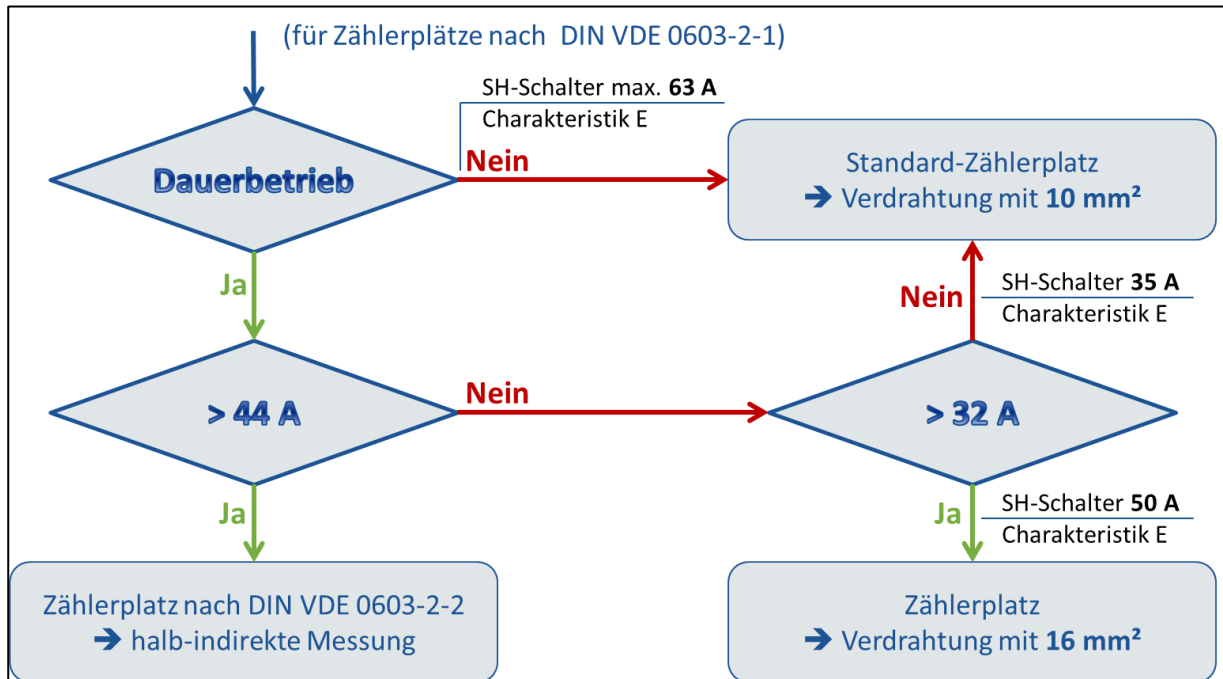 (für Zählerplätze nach DIN VDE 0603-2-1)
SH-Schalter max. 63 A
Charakteristik E
Dauerbetrieb
Nein
Standard-Zählerplatz
➔ Verdrahtung mit 10 mm²
Ja
Nein
SH-Schalter 35 A
Charakteristik E
> 44 A
Nein
> 32 A
Ja
Ja
SH-Schalter 50 A
Charakteristik E
Zählerplatz nach DIN VDE 0603-2-2
➔ halb-indirekte Messung
Zählerplatz
➔ Verdrahtung mit 16 mm²